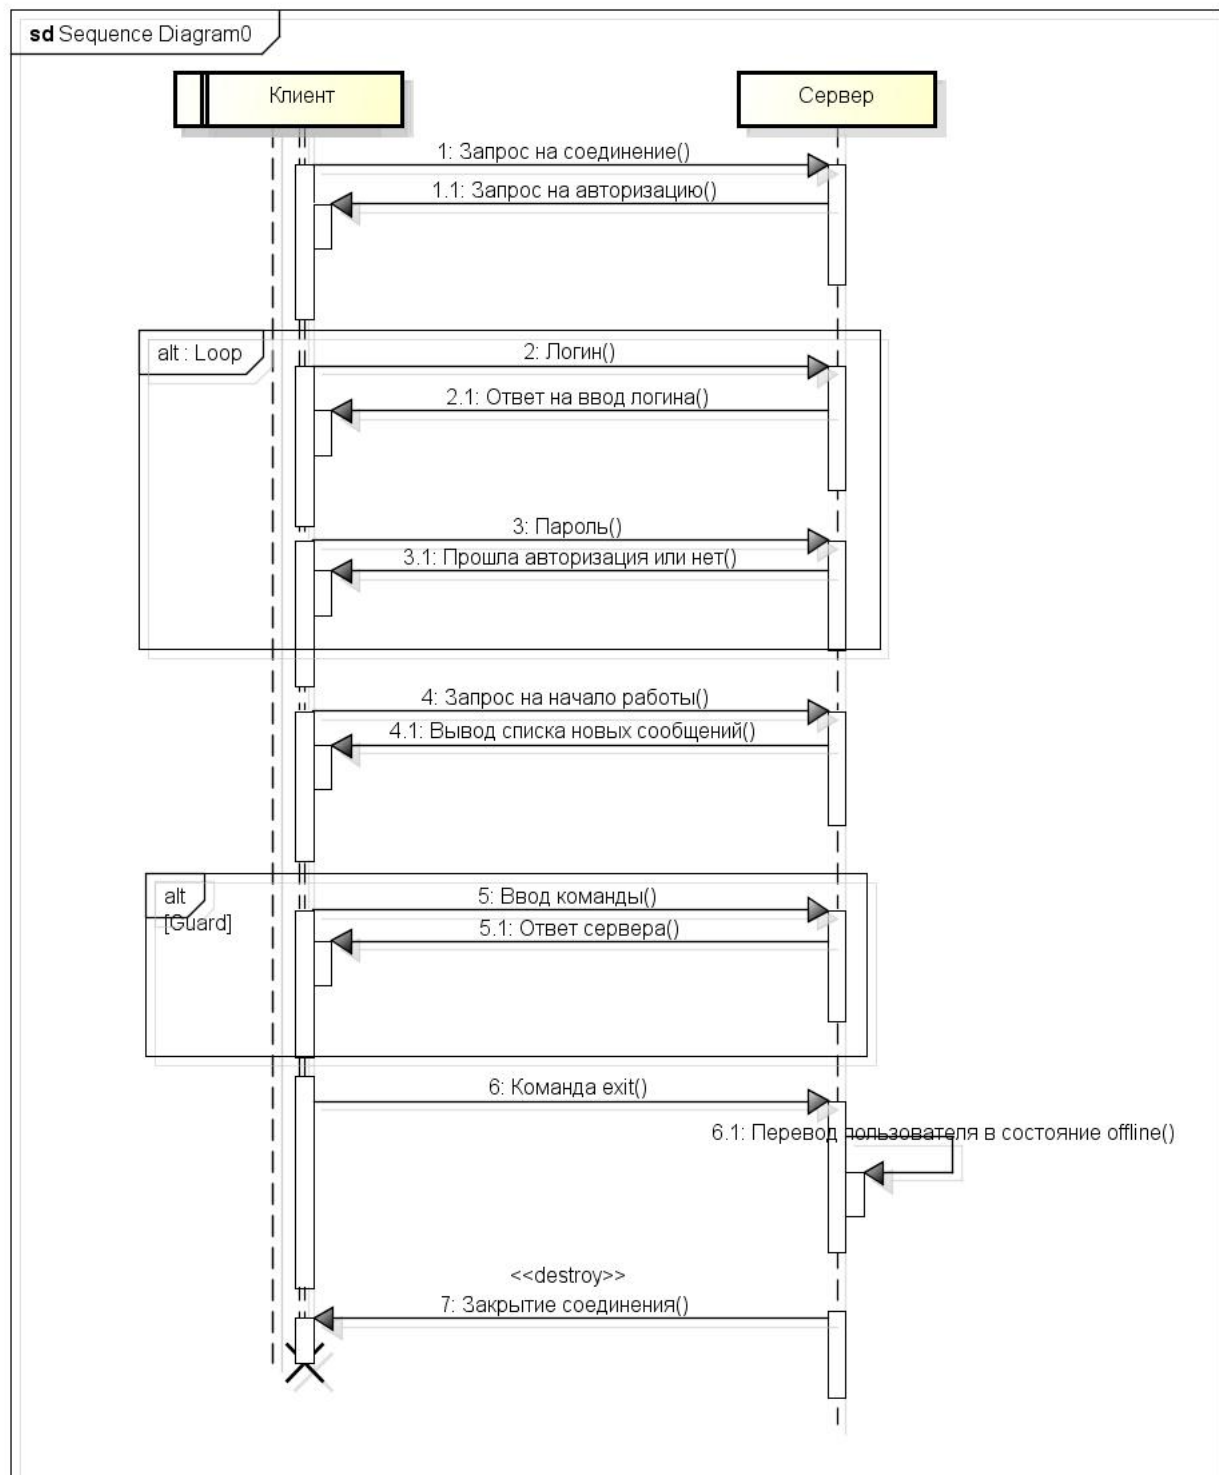 sd Sequence Diagram0
Клиент
Сервер
1: Запрос на соединение()
1.1: Запрос на авторизацию()
alt : Loop
2: Логин()
2.1: Ответ на ввод логина()
3: Пароль()
3.1: Прошла авторизация или нет()
4: Запрос на начало работы()
4.1: Вывод списка новых сообщений()
alt
[Guard]
5: Ввод команды()
5.1: Ответ сервера()
6: Команда exit()
6.1: Перевод пользователя в состояние offline()
<<destroy>>
7: Закрытие соединения()